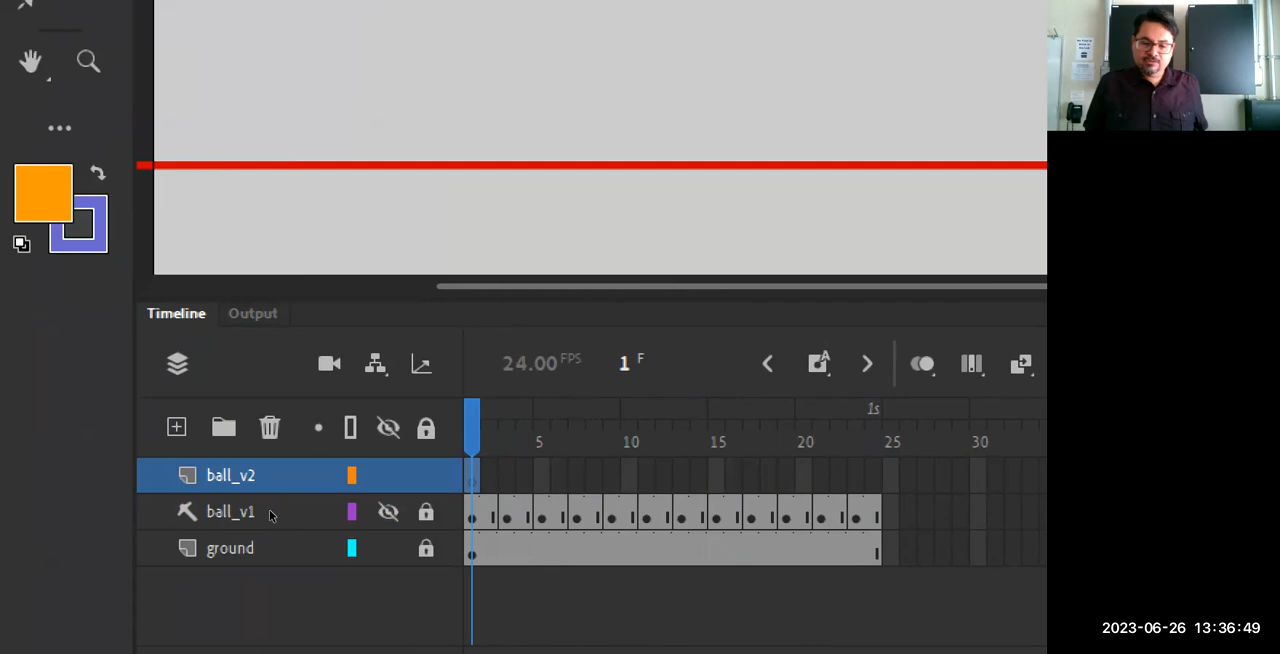 Timeline Output
24.00 FPS 1 F
1s
5 10 15 20 25 30
ball_v2
ball_v1
ground
2023-06-26 13:36:49